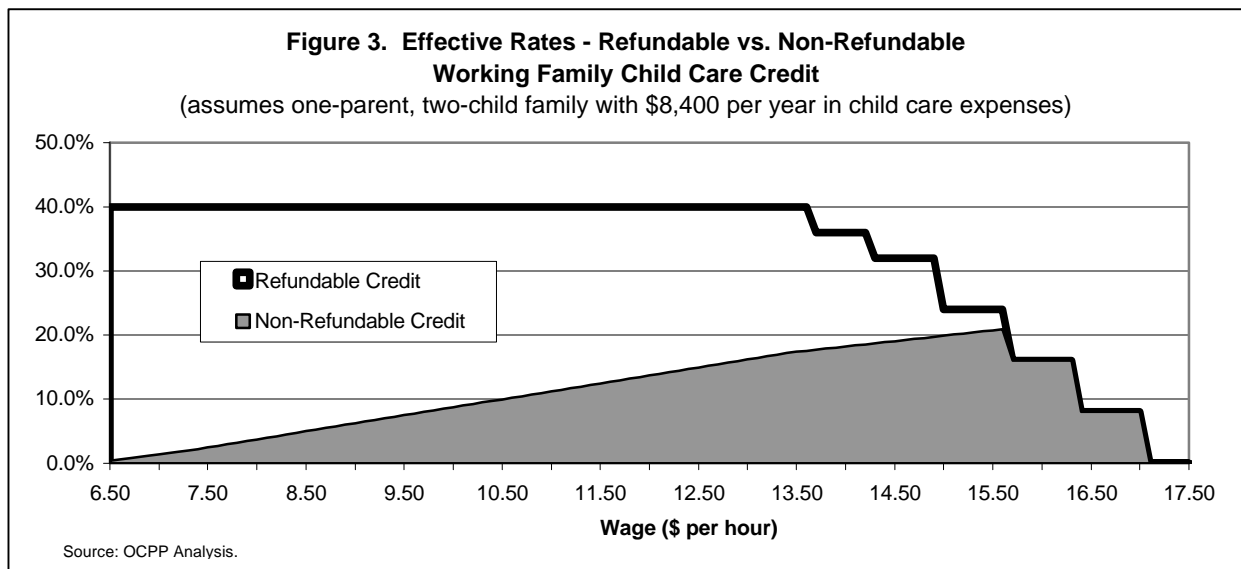 Figure 3.  Effective Rates - Refundable vs. Non-Refundable
Working Family Child Care Credit
(assumes one-parent, two-child family with $8,400 per year in child care expenses)
50.0%
40.0%
30.0%
20.0%
10.0%
0.0%
Refundable Credit
Non-Refundable Credit
6.50 7.50 8.50 9.50 10.50 11.50 12.50 13.50 14.50 15.50 16.50 17.50
Wage ($ per hour)
Source: OCPP Analysis.